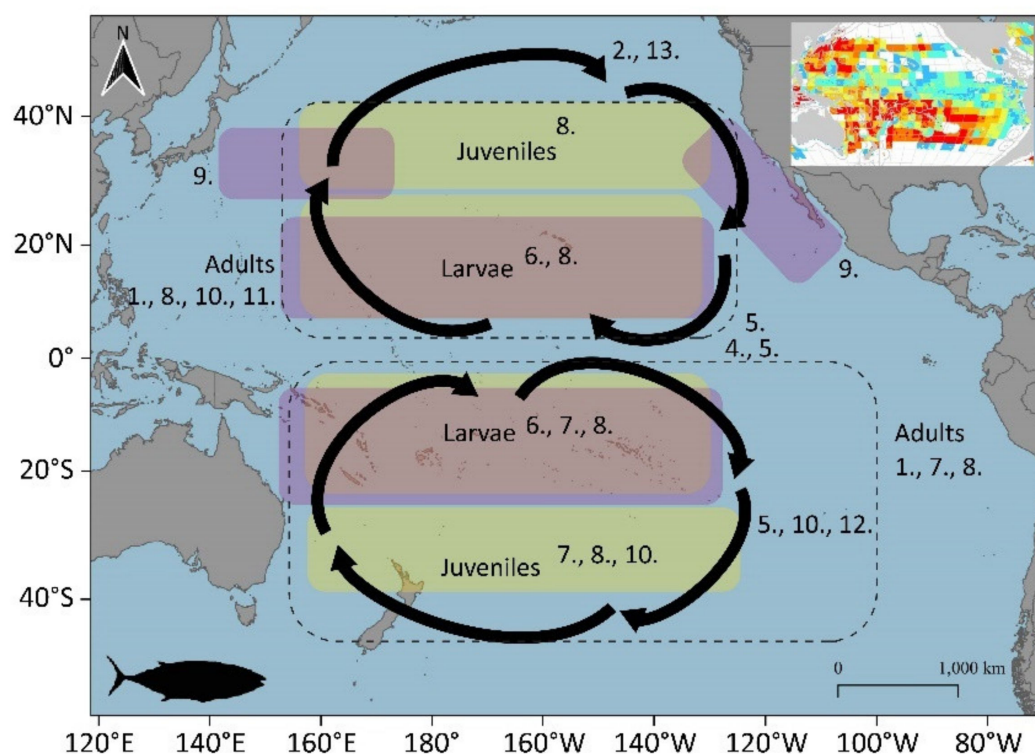 N
2., 13.
40°N
8.
Juveniles
9.
20°N
6., 8.
Adults
Larvae
9.
1., 8., 10., 11.
5.
0°
4., 5.
Larvae 6., 7., 8.
Adults
20°S
1., 7., 8.
5., 10., 12.
Juveniles 7., 8., 10.
40°S
0 1,000 km
120°E 140°E 160°E 180° 160°W 140°W 120°W 100°W 80°W